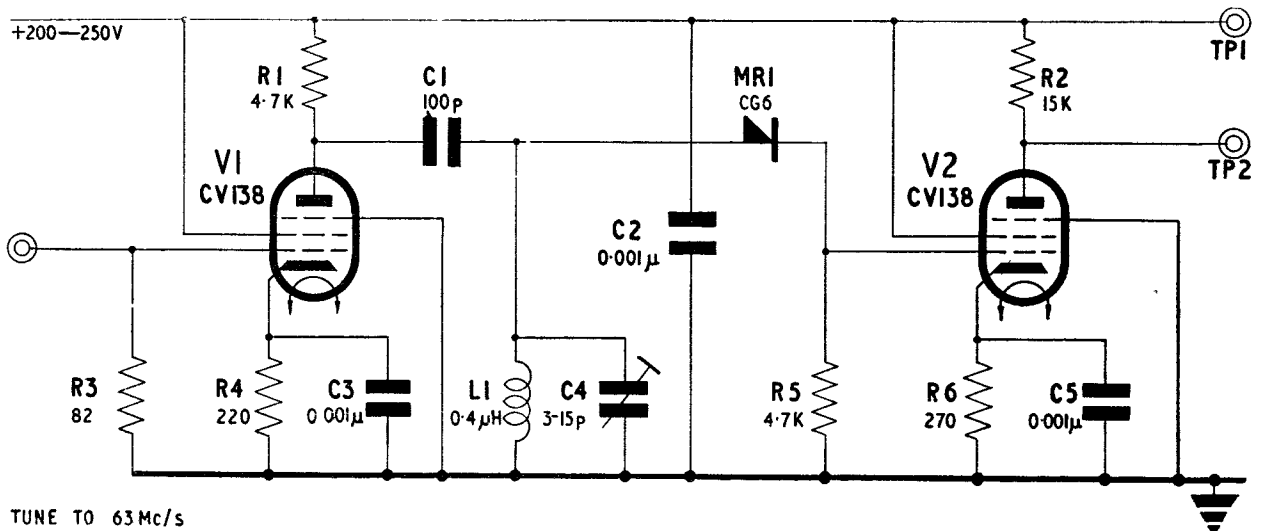 +200—250V
TP1
R1
4·7K
C1
100p
MR1
CG6
R2
15K
V1
CV138
V2
CV138
TP2
C2
0·001µ
R3
82
R4
220
C3
0·001µ
L1
0·4µH
C4
3-15p
R5
4·7K
R6
270
C5
0·001µ
TUNE TO 63 Mc/s